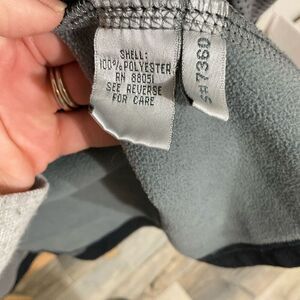 SHELL:
100% POLYESTER
RN 88051
SEE REVERSE
FOR CARE
S#7360